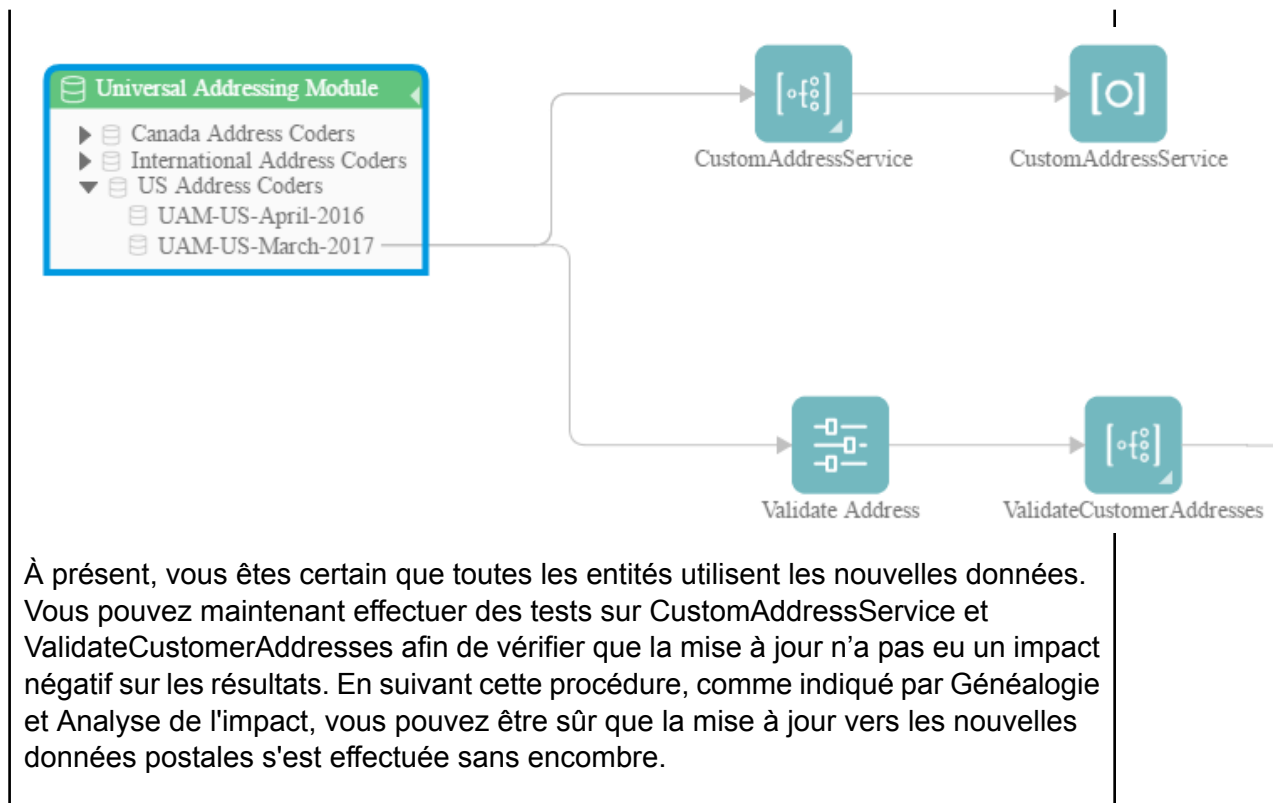 Universal Addressing Module
Canada Address Coders
International Address Coders
US Address Coders
UAM-US-April-2016
UAM-US-March-2017
CustomAddressService
CustomAddressService
Validate Address
ValidateCustomerAddresses
À présent, vous êtes certain que toutes les entités utilisent les nouvelles données.
Vous pouvez maintenant effectuer des tests sur CustomAddressService et
ValidateCustomerAddresses afin de vérifier que la mise à jour n’a pas eu un impact
négatif sur les résultats. En suivant cette procédure, comme indiqué par Généalogie
et Analyse de l'impact, vous pouvez être sûr que la mise à jour vers les nouvelles
données postales s'est effectuée sans encombre.